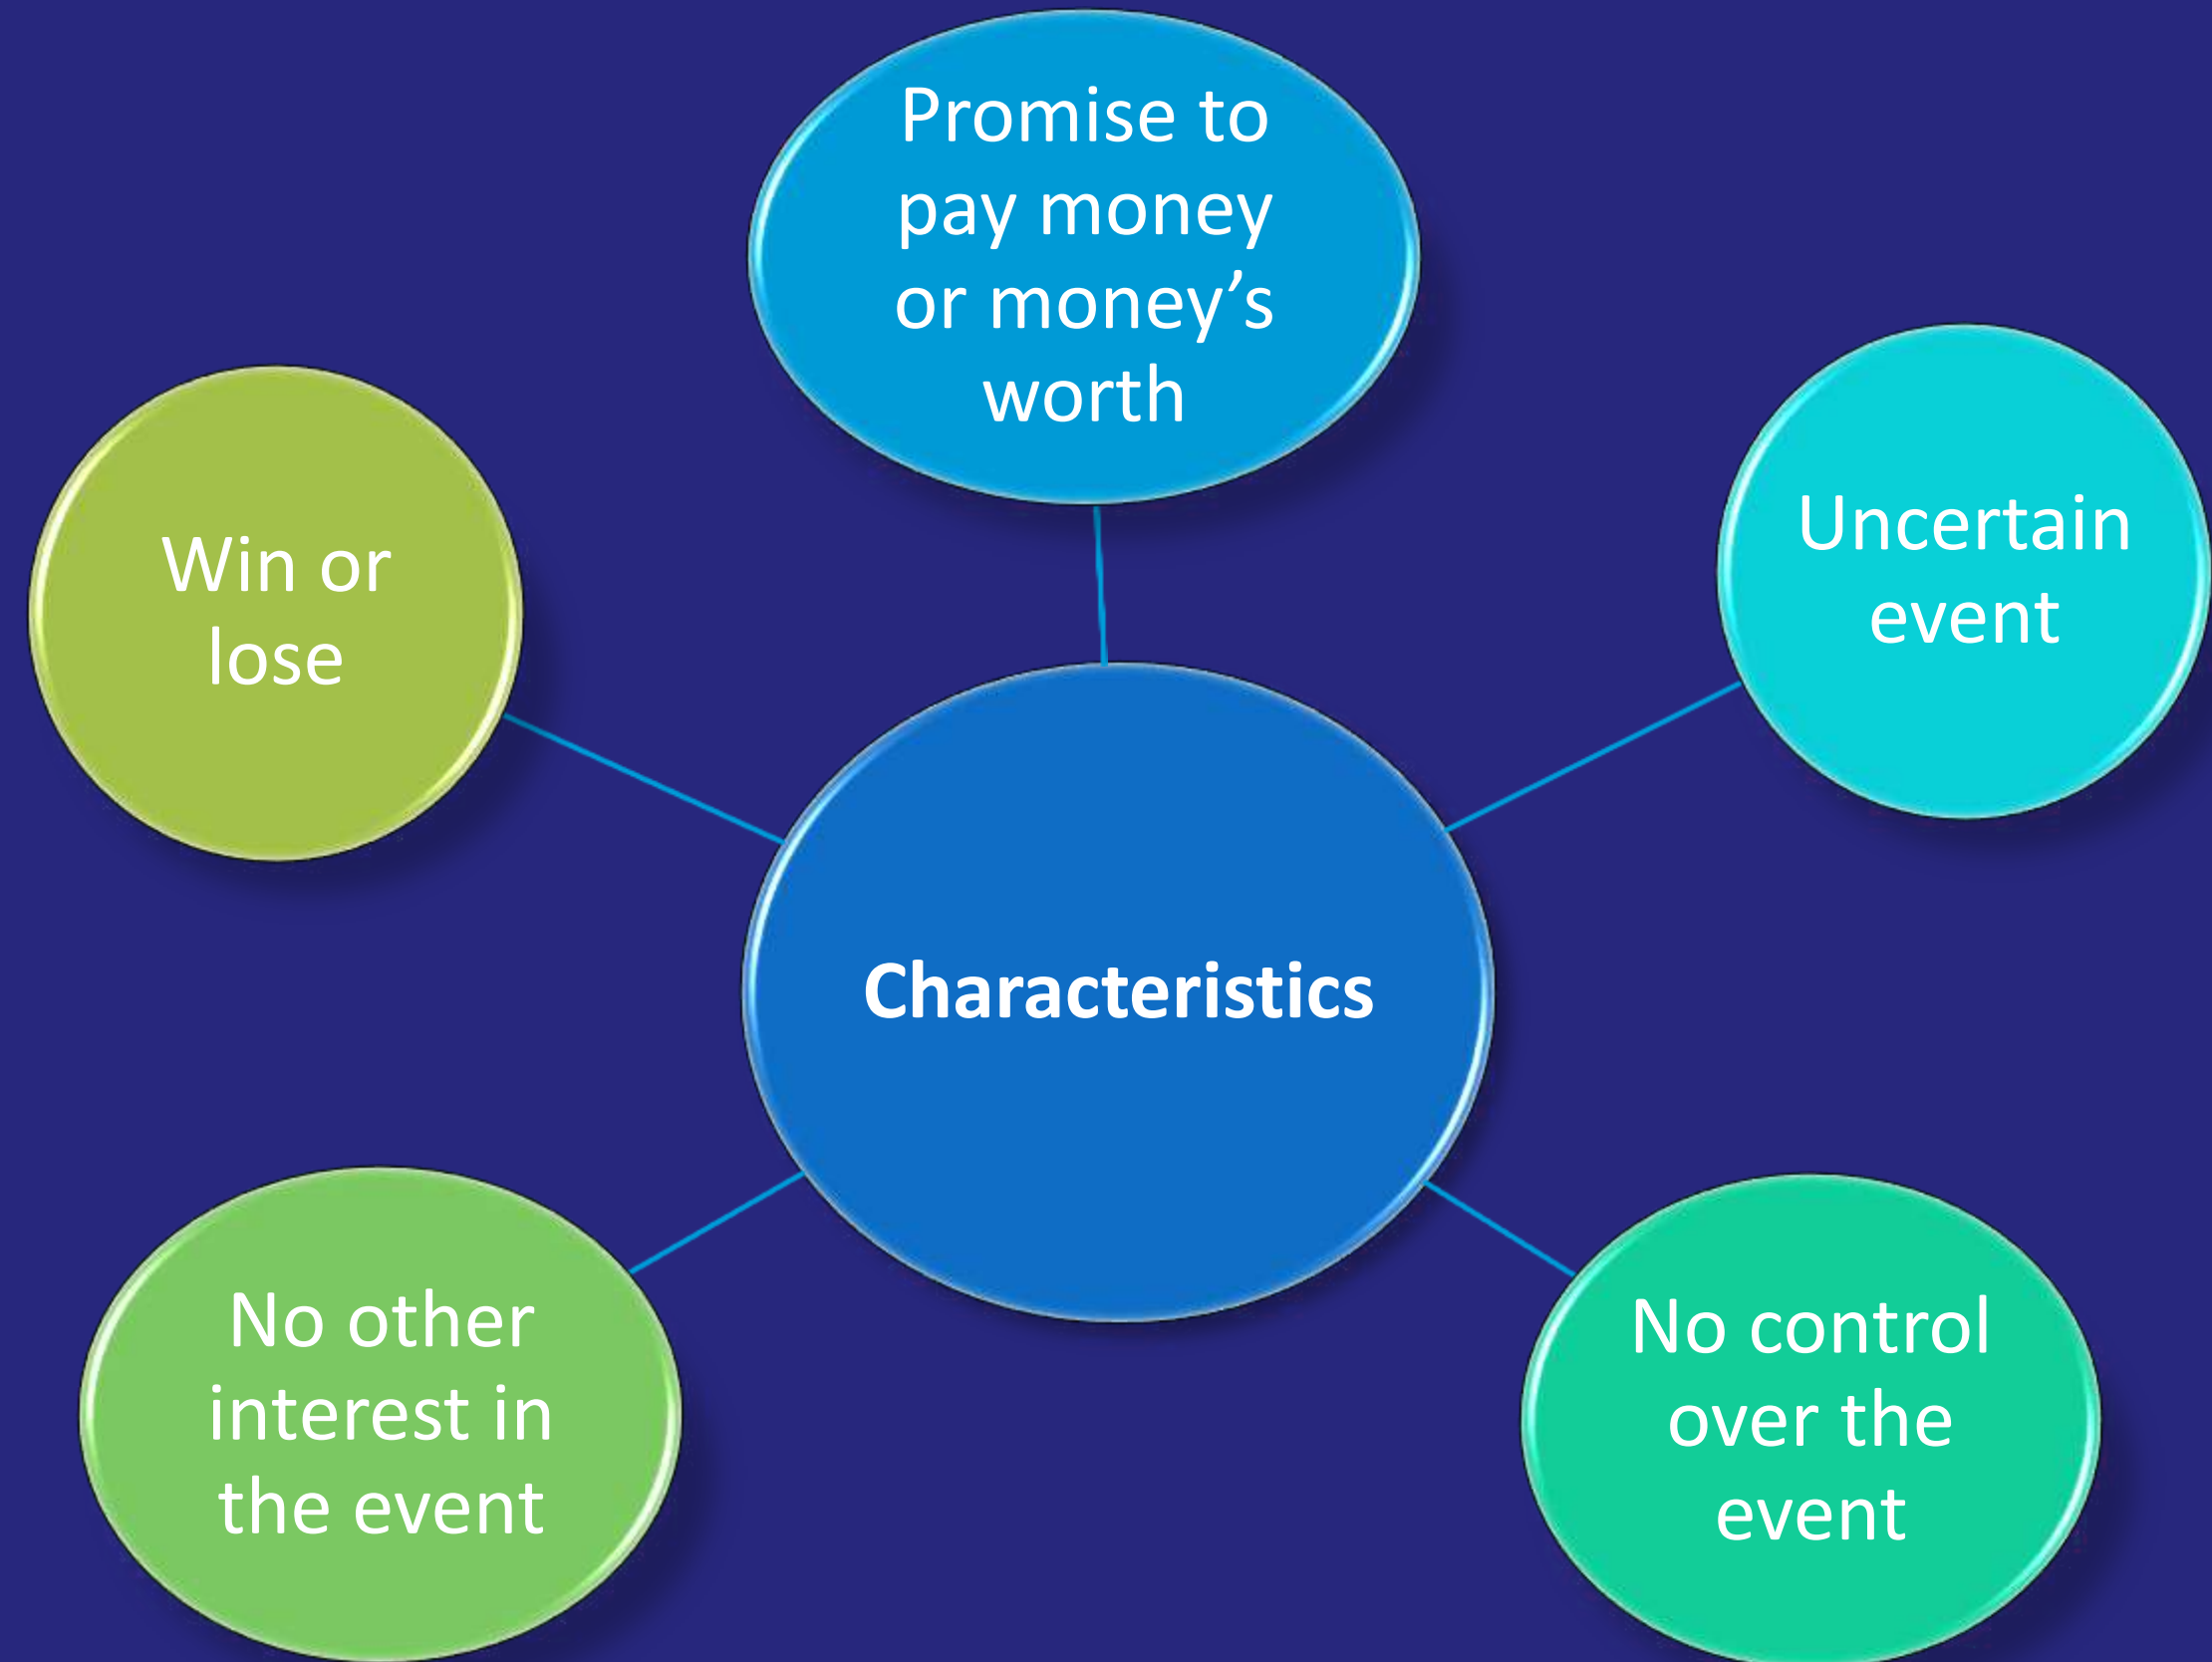 Promise to
pay money
or money’s
worth
Uncertain
event
Win or
lose
Characteristics
No other
interest in
the event
No control
over the
event